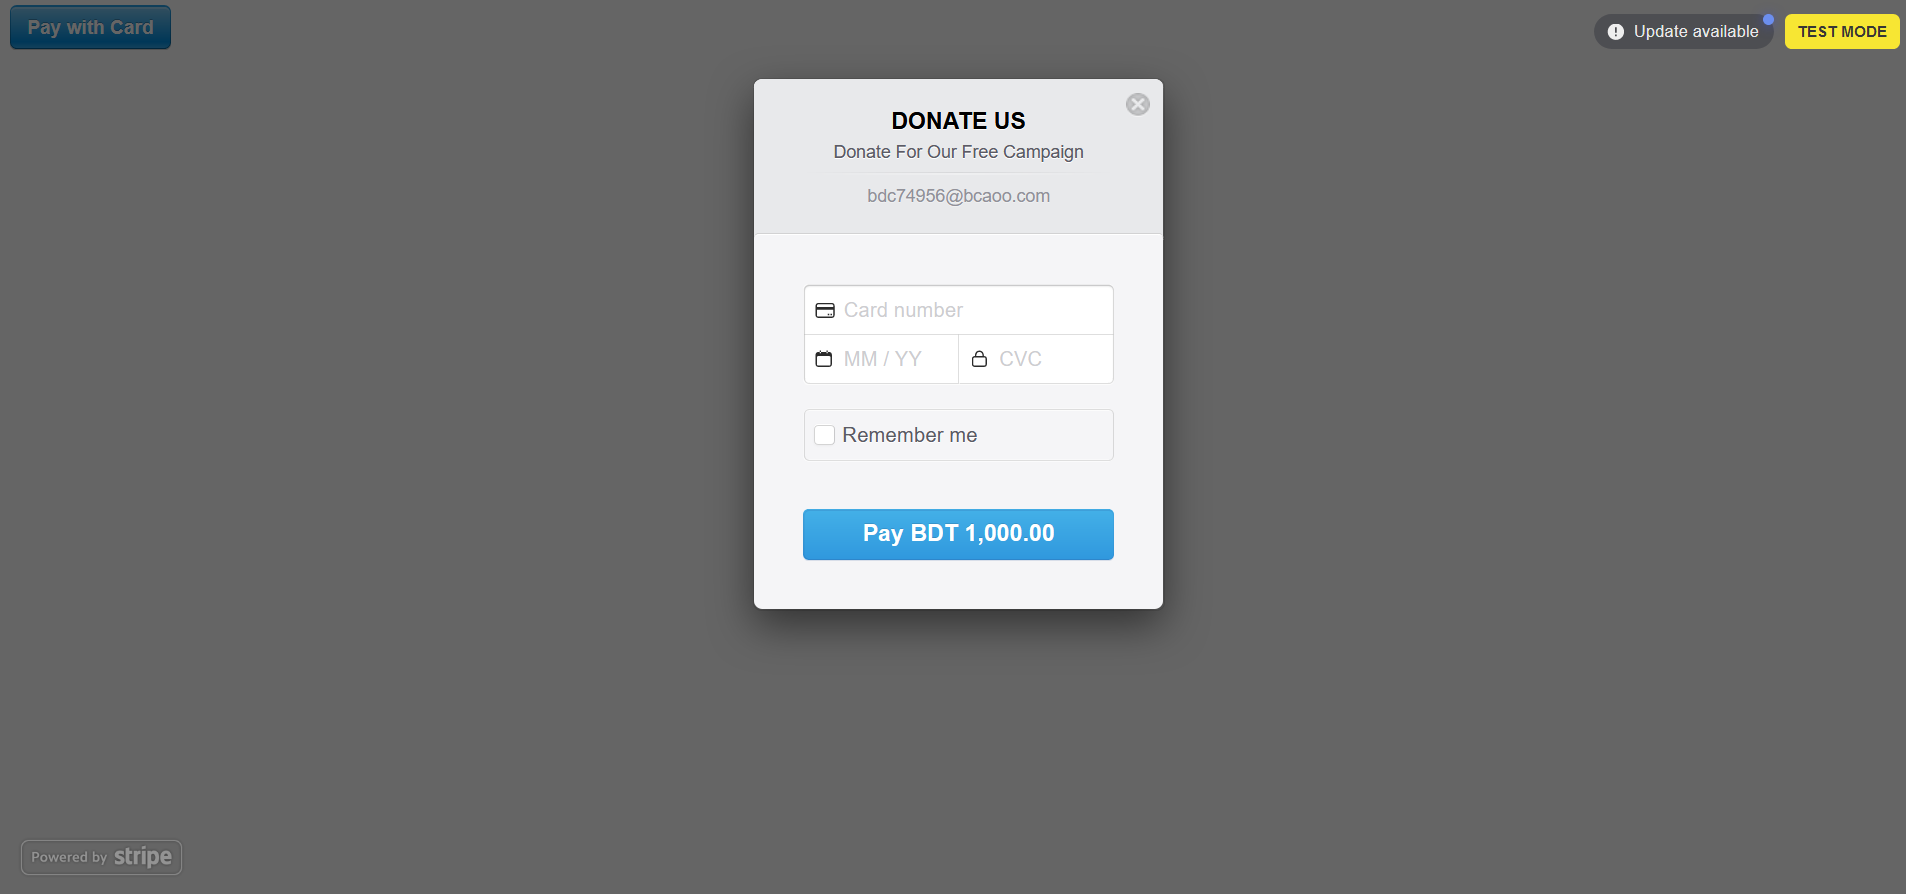 Pay with Card
Update available
TEST MODE
DONATE US
Donate For Our Free Campaign
bdc74956@bcaoo.com
Card number
MM / YY
CVC
Remember me
Pay BDT 1,000.00
Powered by stripe